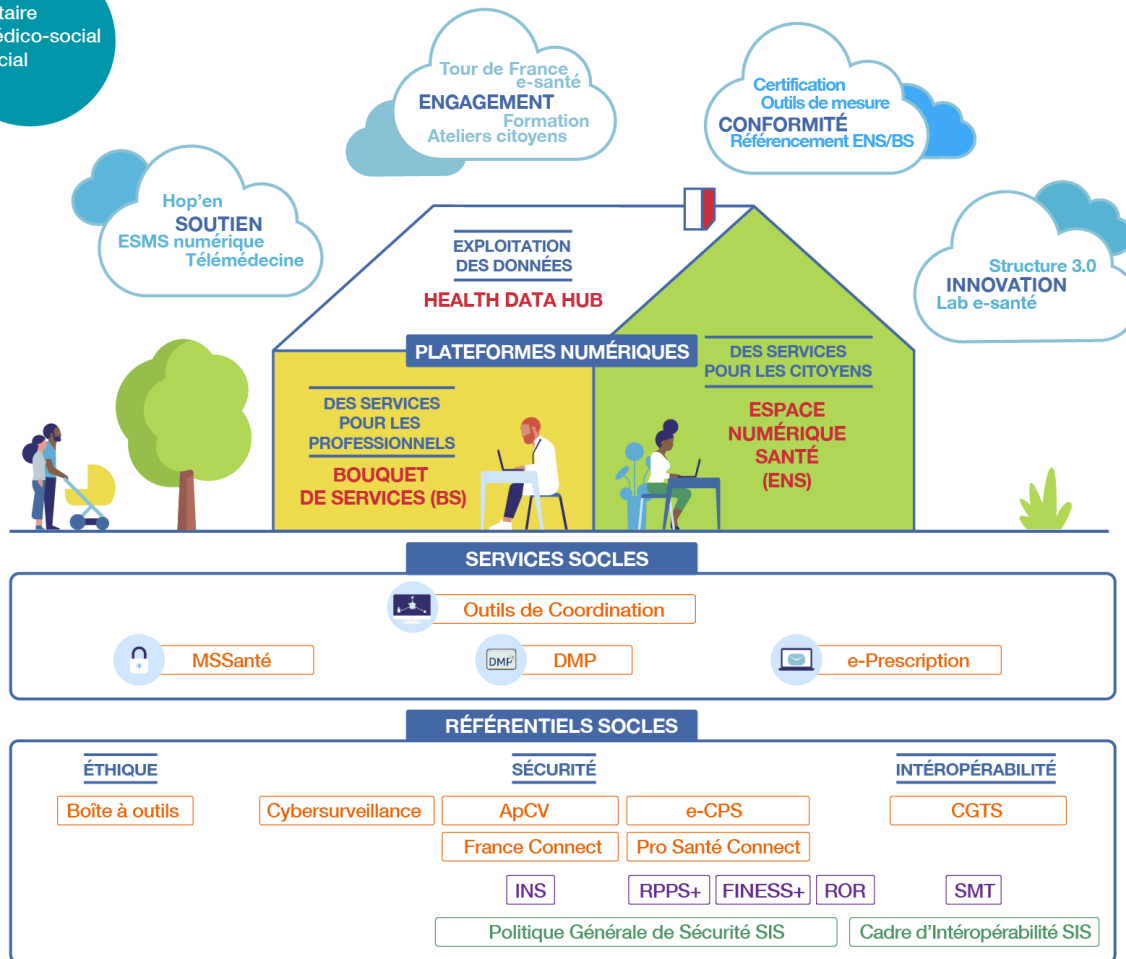 Tour de France
e-santé
ENGAGEMENT
Formation
Ateliers citoyens
Certification
Outils de mesure
CONFORMITÉ
Référencement ENS/BS
Hop'en
SOUTIEN
ESMS numérique
Télémédecine
Structure 3.0
INNOVATION
Lab e-santé
EXPLOITATION
DES DONNÉES
HEALTH DATA HUB
PLATEFORMES NUMÉRIQUES
DES SERVICES
POUR LES
PROFESSIONNELS
BOUQUET
DE SERVICES (BS)
DES SERVICES
POUR LES CITOYENS
ESPACE
NUMÉRIQUE
SANTÉ
(ENS)
SERVICES SOCLES
Outils de Coordination
MSSanté
DMP
DMP
e-Prescription
RÉFÉRENTIELS SOCLES
ÉTHIQUE
SÉCURITÉ
INTÉROPÉRABILITÉ
Boîte à outils
Cybersurveillance
ApCV
e-CPS
CGTS
France Connect
Pro Santé Connect
INS
RPPS+
FINESS+
ROR
SMT
Politique Générale de Sécurité SIS
Cadre d'Intéropérabilité SIS